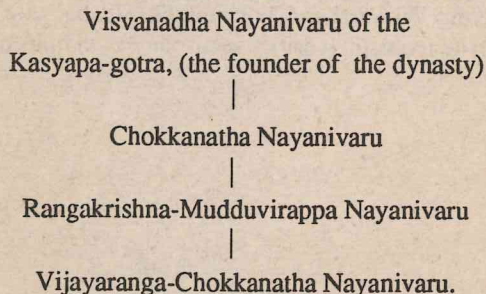 Visvanadha Nayanivaru of the
Kasyapa-gotra, (the founder of the dynasty)
Chokkanatha Nayanivaru
Rangakrishna-Mudduvirappa Nayanivaru
Vijayaranga-Chokkanatha Nayanivaru.